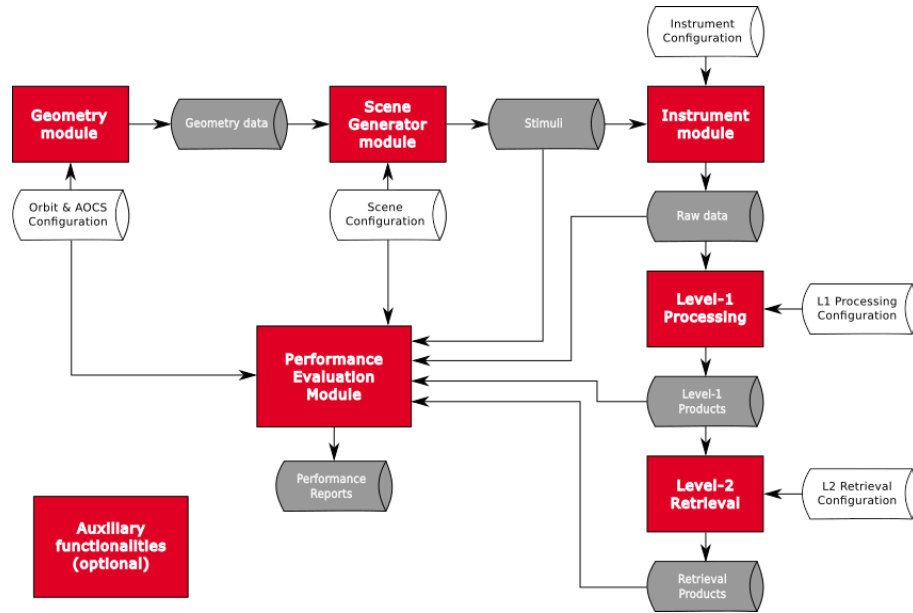 Instrument
Configuration
Geometry
module
Geometry data
Scene
Generator
module
Stimuli
Instrument
module
Orbit & AOCS
Configuration
Scene
Configuration
Raw data
Level-1
Processing
L1 Processing
Configuration
Performance
Evaluation
Module
Level-1
Products
Performance
Reports
Level-2
Retrieval
L2 Retrieval
Configuration
Auxiliary
functionalities
(optional)
Retrieval
Products